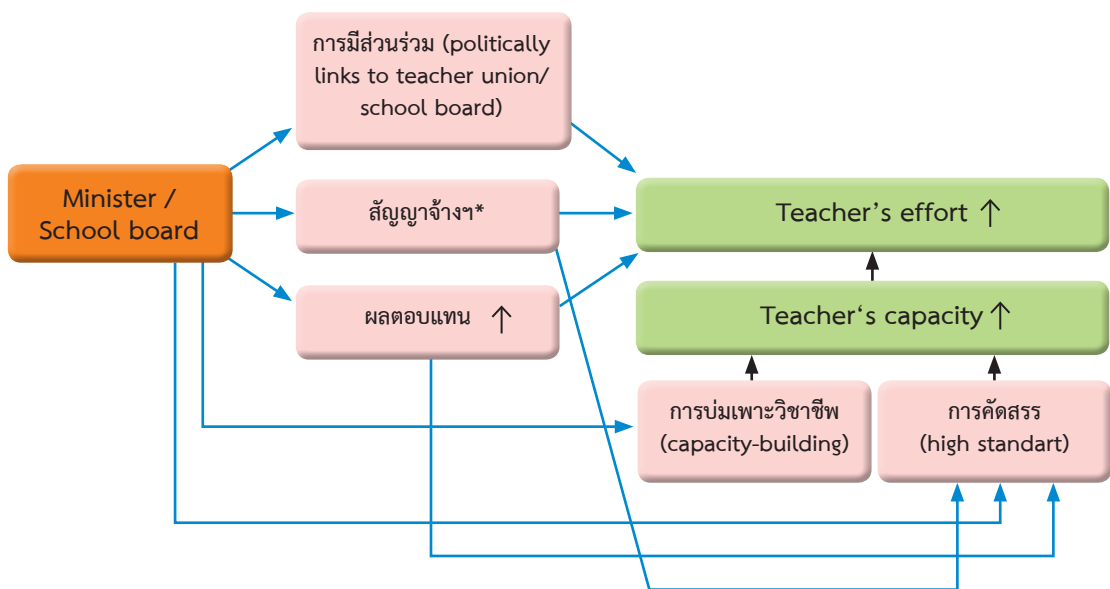 การมีส่วนร่วม (politically
links to teacher union/
school board)
Minister /
School board
สัญญาจ้างฯ*
ผลตอบแทน ↑
Teacher's effort ↑
Teacher‘s capacity ↑
การบ่มเพาะวิชาชีพ
(capacity-building)
การคัดสรร
(high standart)